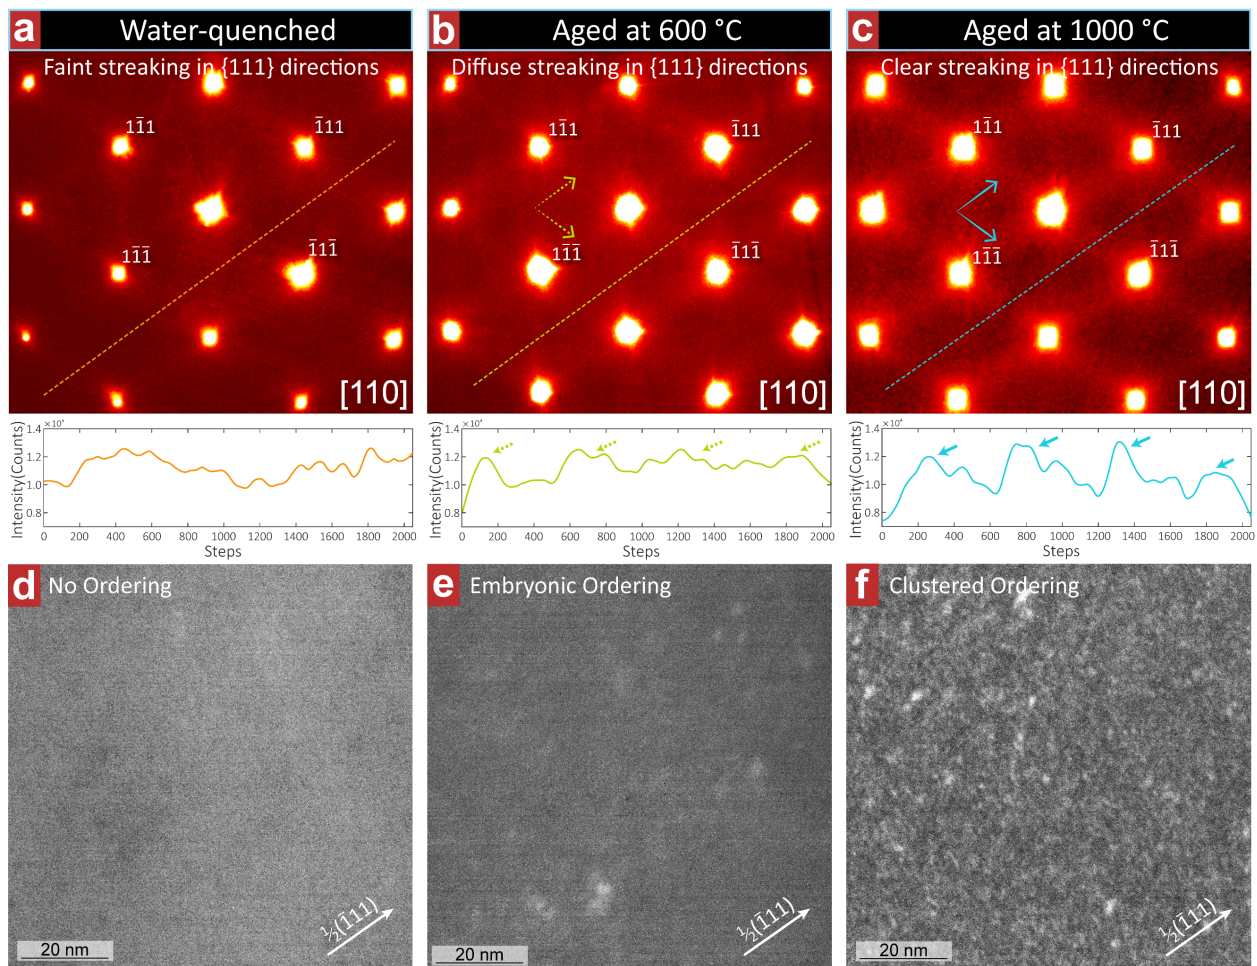 a Water-quenched
Faint streaking in {111} directions
11̅1
1̅11
11̅1̅
1̅11̅
[110]
b Aged at 600 °C
Diffuse streaking in {111} directions
11̅1
1̅11
11̅1̅
1̅11̅
[110]
c Aged at 1000 °C
Clear streaking in {111} directions
11̅1
1̅11
11̅1̅
1̅11̅
[110]
Intensity(Counts)
×10⁴
1.4
1.2
1.0
0.8
0 200 400 600 800 1000 1200 1400 1600 1800 2000
Steps
Intensity(Counts)
×10⁴
1.4
1.2
1.0
0.8
0 200 400 600 800 1000 1200 1400 1600 1800 2000
Steps
Intensity(Counts)
×10⁴
1.4
1.2
1.0
0.8
0 200 400 600 800 1000 1200 1400 1600 1800 2000
Steps
d No Ordering
½(1̅11)
20 nm
e Embryonic Ordering
½(1̅11)
20 nm
f Clustered Ordering
½(1̅11)
20 nm